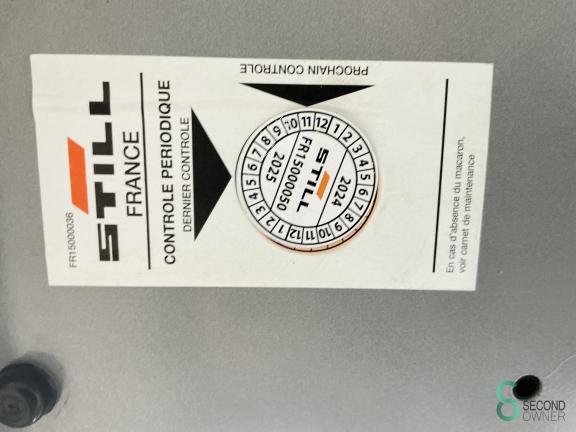 FR15000036
STILL
FRANCE
CONTROLE PERIODIQUE
DERNIER CONTROLE
PROCHAIN CONTROLE
1 2 3 4 5 6 7 8 9 10 11 12
2024
STILL
FR15000050
2025
1 2 3 4 5 6 7 8 9 10 11 12
En cas d'absence du macaron,
voir carnet de maintenance
SECOND
OWNER